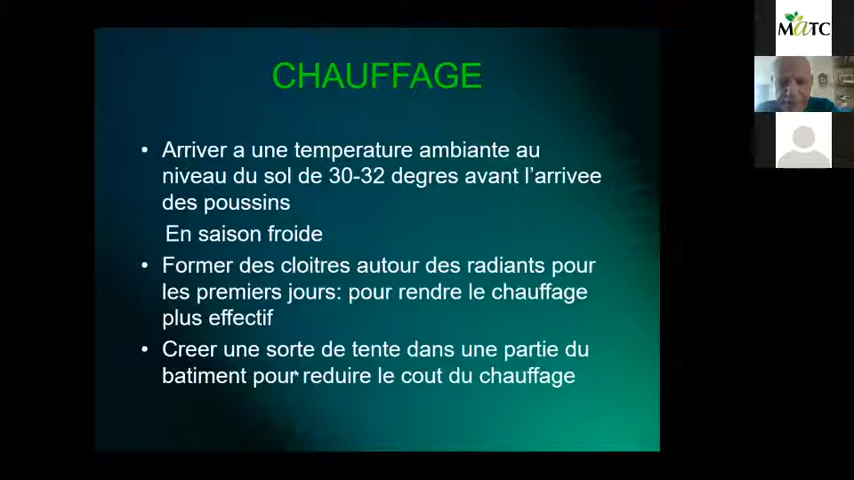 MaTC
CHAUFFAGE
• Arriver a une temperature ambiante au
niveau du sol de 30-32 degres avant l'arrivee
des poussins
En saison froide
• Former des cloitres autour des radiants pour
les premiers jours: pour rendre le chauffage
plus effectif
• Creer une sorte de tente dans une partie du
batiment pour reduire le cout du chauffage